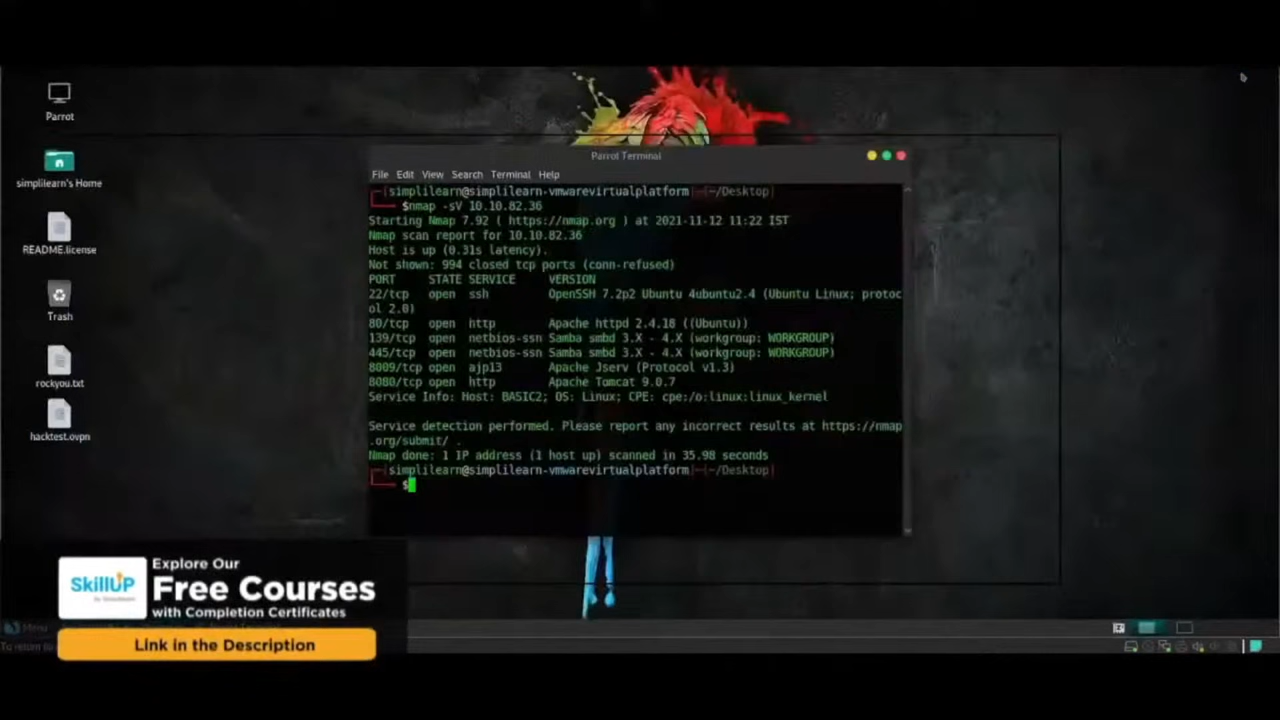 Parrot
simplilearn's Home
README.license
Trash
rockyou.txt
hacktest.ovpn
Parrot Terminal
File Edit View Search Terminal Help
[simplilearn@simplilearn-vmwarevirtualplatform]-[~/Desktop]
$nmap -sV 10.10.82.36
Starting Nmap 7.92 ( https://nmap.org ) at 2021-11-12 11:22 IST
Nmap scan report for 10.10.82.36
Host is up (0.31s latency).
Not shown: 994 closed tcp ports (conn-refused)
PORT STATE SERVICE VERSION
22/tcp open ssh OpenSSH 7.2p2 Ubuntu 4ubuntu2.4 (Ubuntu Linux; protoc
ol 2.0)
80/tcp open http Apache httpd 2.4.18 ((Ubuntu))
139/tcp open netbios-ssn Samba smbd 3.X - 4.X (workgroup: WORKGROUP)
445/tcp open netbios-ssn Samba smbd 3.X - 4.X (workgroup: WORKGROUP)
8009/tcp open ajp13 Apache Jserv (Protocol v1.3)
8080/tcp open http Apache Tomcat 9.0.7
Service Info: Host: BASIC2; OS: Linux; CPE: cpe:/o:linux:linux_kernel
Service detection performed. Please report any incorrect results at https://nmap
.org/submit/ .
Nmap done: 1 IP address (1 host up) scanned in 35.98 seconds
[simplilearn@simplilearn-vmwarevirtualplatform]-[~/Desktop]
$
SkillUP
Explore Our
Free Courses
with Completion Certificates
Link in the Description
Menu
To return to